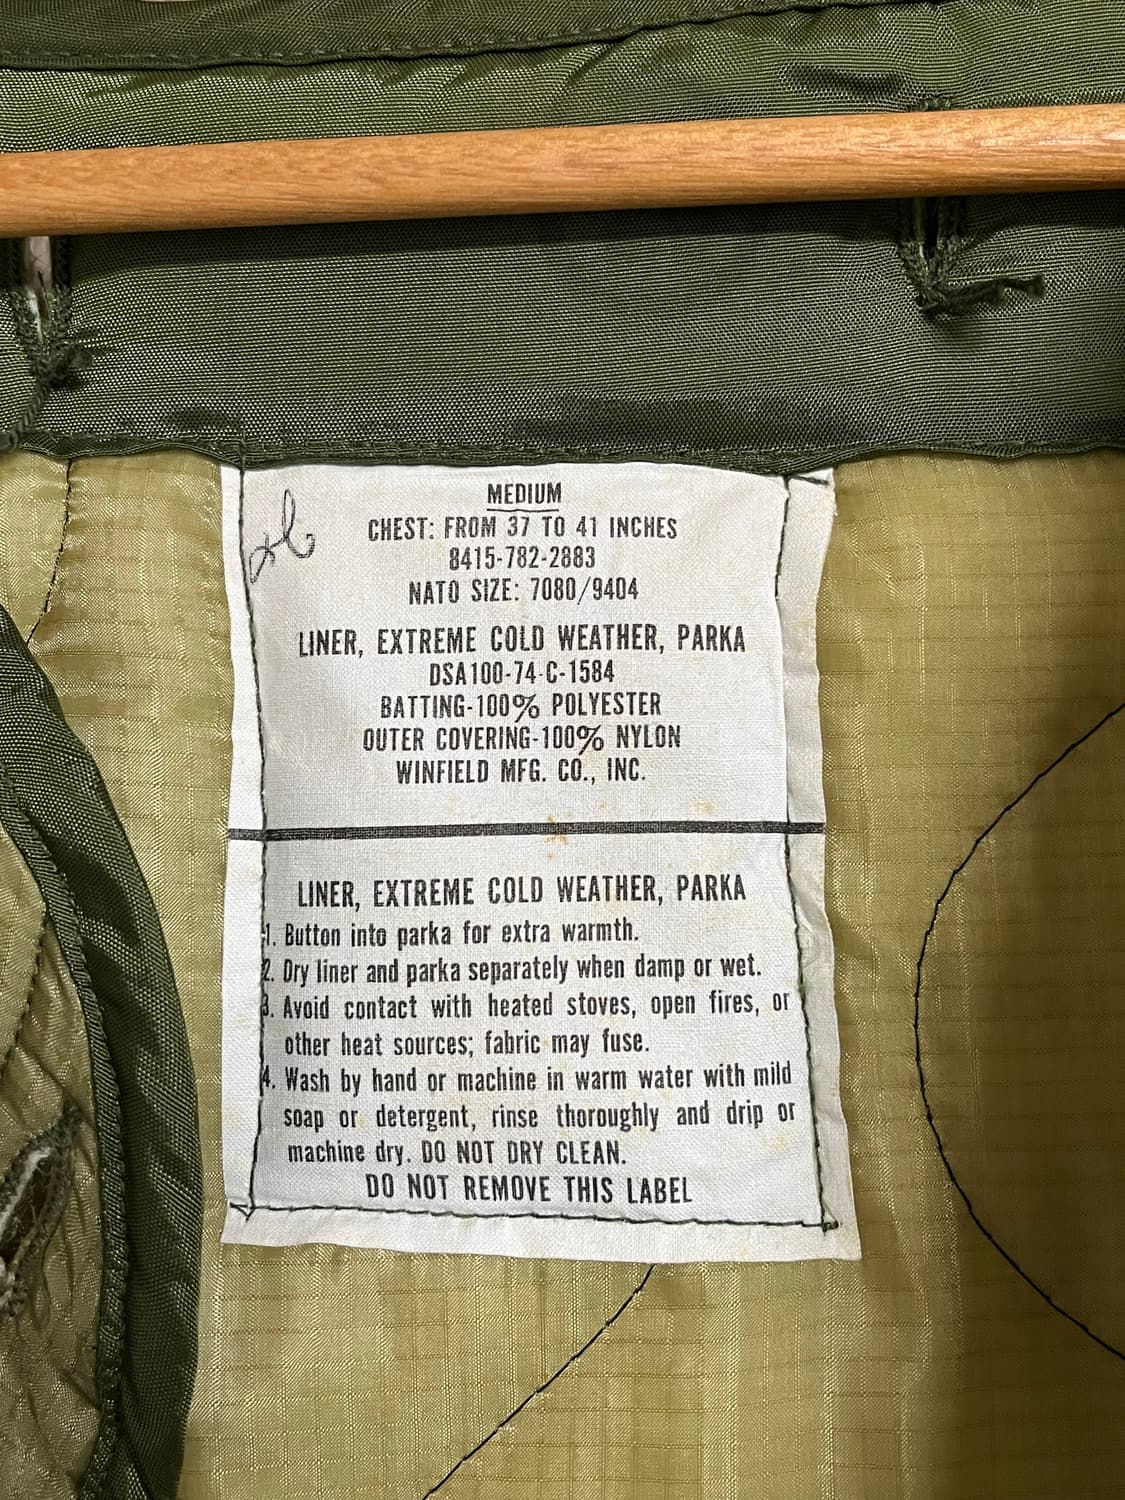 MEDIUM
CHEST: FROM 37 TO 41 INCHES
8415-782-2883
NATO SIZE: 7080/9404
LINER, EXTREME COLD WEATHER, PARKA
DSA100-74-C-1584
BATTING-100% POLYESTER
OUTER COVERING-100% NYLON
WINFIELD MFG. CO., INC.
LINER, EXTREME COLD WEATHER, PARKA
1. Button into parka for extra warmth.
2. Dry liner and parka separately when damp or wet.
3. Avoid contact with heated stoves, open fires, or
other heat sources; fabric may fuse.
4. Wash by hand or machine in warm water with mild
soap or detergent, rinse thoroughly and drip or
machine dry. DO NOT DRY CLEAN.
DO NOT REMOVE THIS LABEL